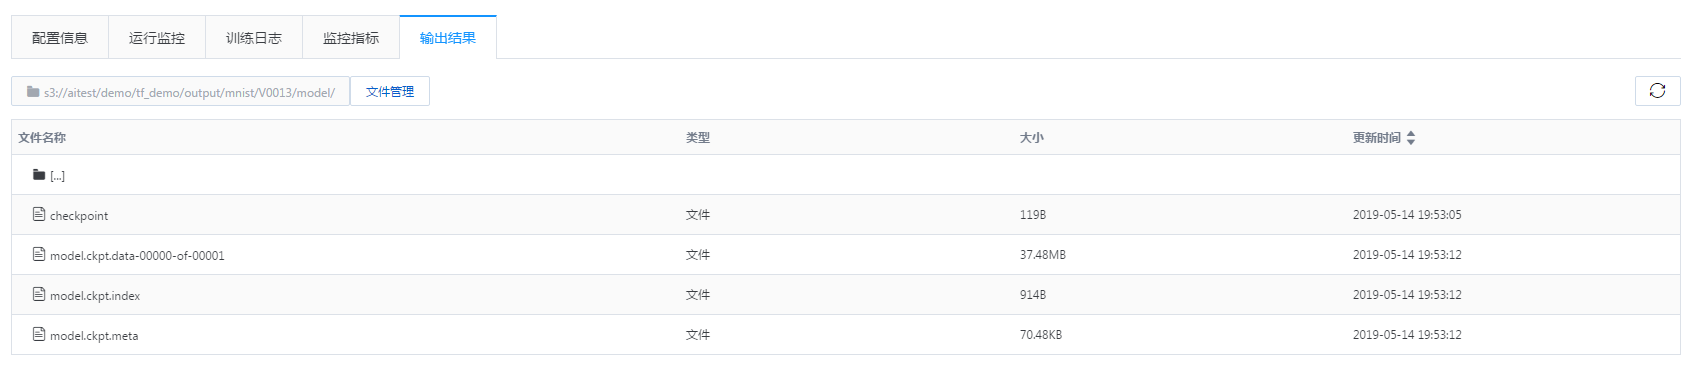 配置信息 运行监控 训练日志 监控指标 输出结果
s3://aitest/demo/tf_demo/output/mnist/V0013/model/ 文件管理
文件名称 类型 大小 更新时间
[...]
checkpoint 文件 119B 2019-05-14 19:53:05
model.ckpt.data-00000-of-00001 文件 37.48MB 2019-05-14 19:53:12
model.ckpt.index 文件 914B 2019-05-14 19:53:12
model.ckpt.meta 文件 70.48KB 2019-05-14 19:53:12